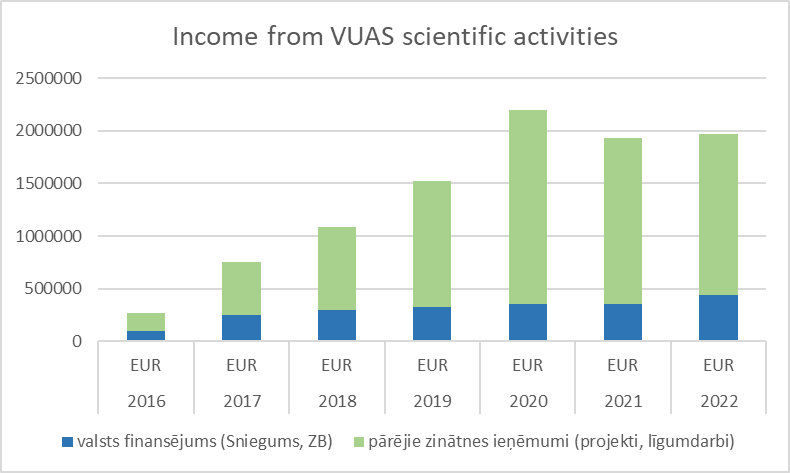 Income from VUAS scientific activities
2500000
2000000
1500000
1000000
500000
0
EUR EUR EUR EUR EUR EUR EUR
2016 2017 2018 2019 2020 2021 2022
valsts finansējums (Sniegums, ZB) pārējie zinātnes ieņēmumi (projekti, līgumdarbi)